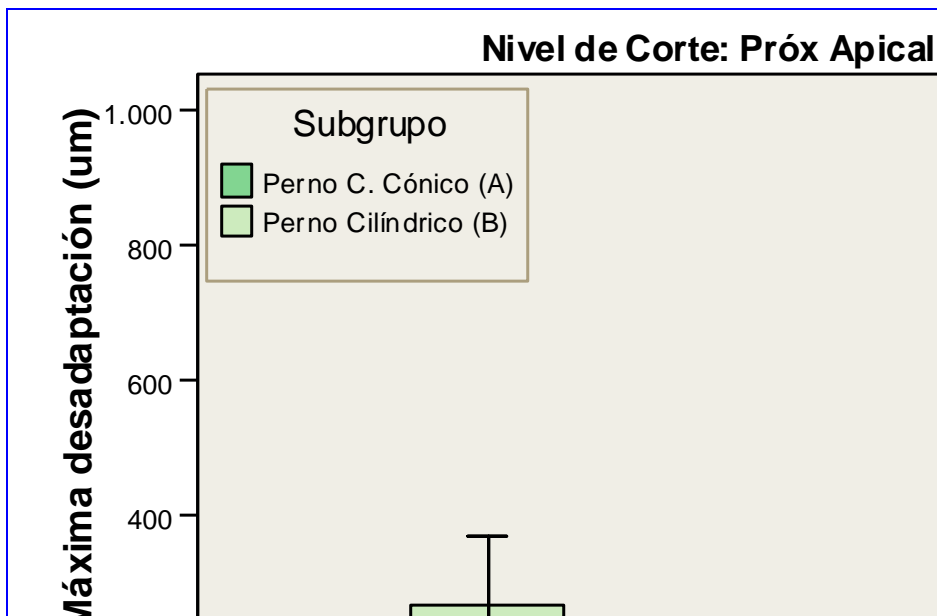 Nivel de Corte: Próx Apical
Máxima desadaptación (um)
1.000
800
600
400
Subgrupo
Perno C. Cónico (A)
Perno Cilíndrico (B)